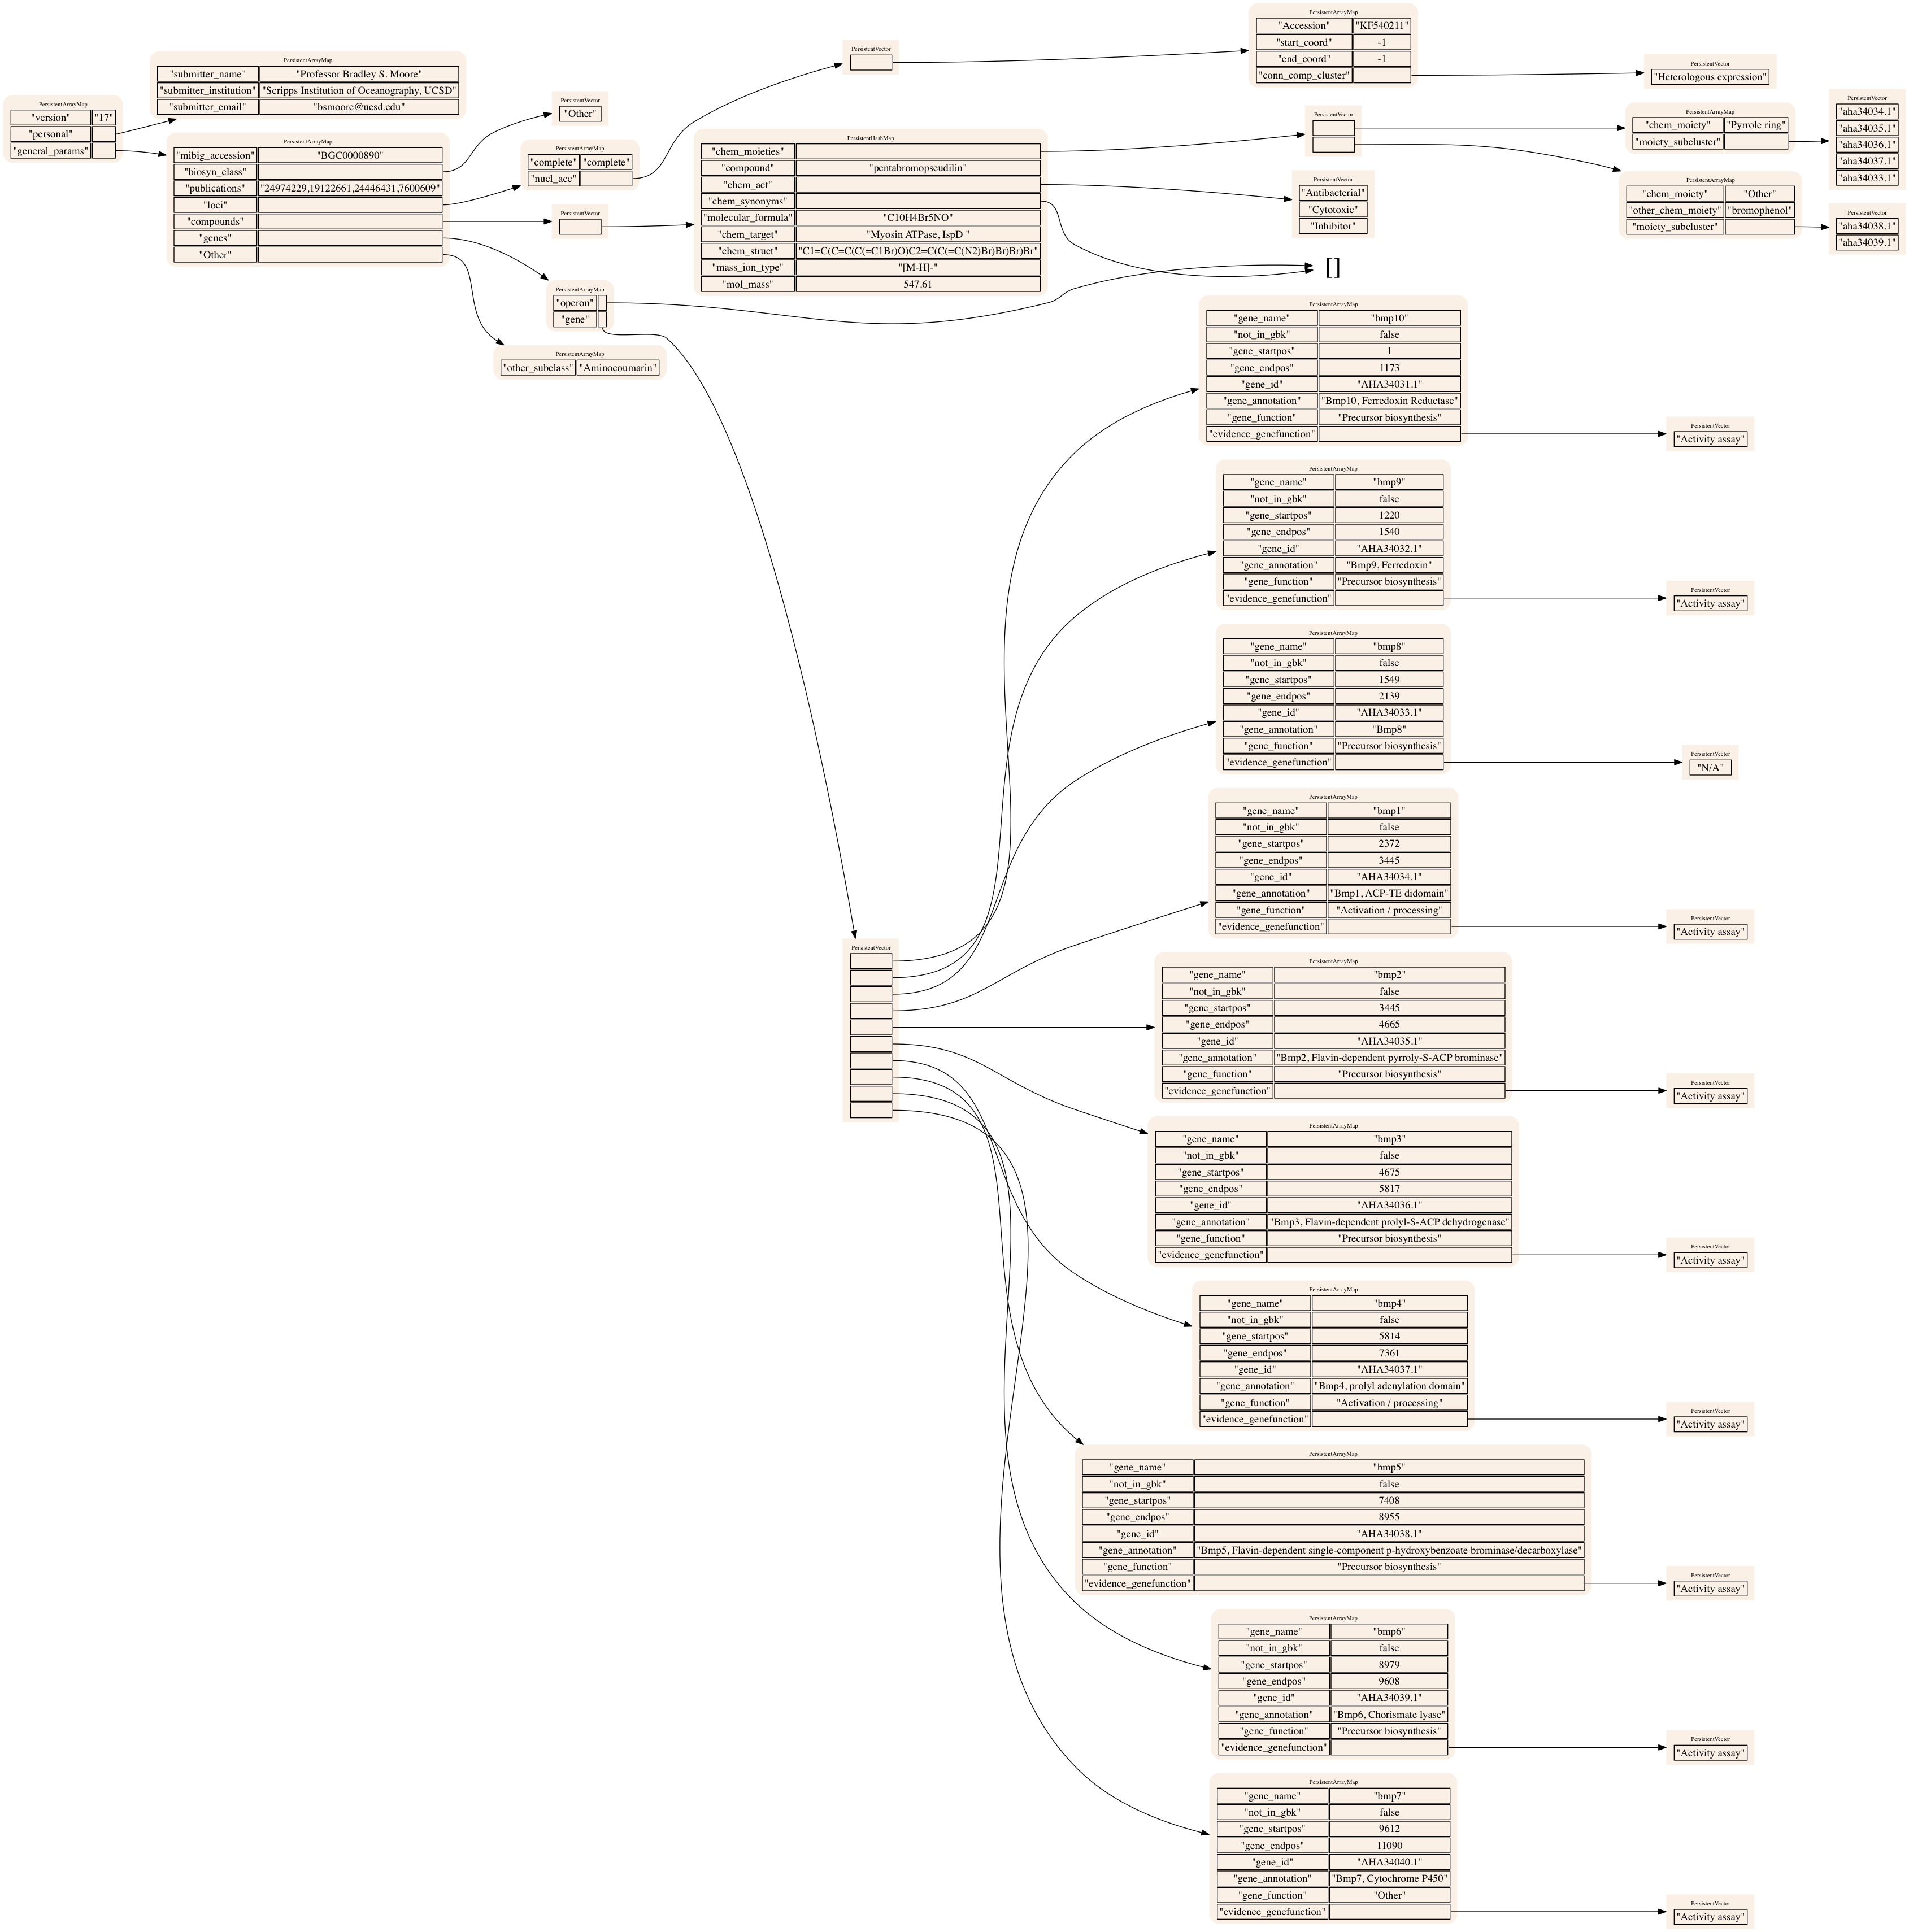 PersistentArrayMap
"version" "17"
"personal"
"general_params"
PersistentArrayMap
"submitter_name" "Professor Bradley S. Moore"
"submitter_institution" "Scripps Institution of Oceanography, UCSD"
"submitter_email" "bsmoore@ucsd.edu"
PersistentArrayMap
"mibig_accession" "BGC0000890"
"biosyn_class"
"publications" "24974229,19122661,24446431,7600609"
"loci"
"compounds"
"genes"
"Other"
PersistentVector
"Other"
PersistentArrayMap
"complete" "complete"
"nucl_acc"
PersistentVector
PersistentArrayMap
"operon"
"gene"
PersistentArrayMap
"other_subclass" "Aminocoumarin"
PersistentVector
PersistentHashMap
"chem_moieties"
"compound" "pentabromopseudilin"
"chem_act"
"chem_synonyms"
"molecular_formula" "C10H4Br5NO"
"chem_target" "Myosin ATPase, IspD "
"chem_struct" "C1=C(C=C(C(=C1Br)O)C2=C(C(=C(N2)Br)Br)Br)Br"
"mass_ion_type" "[M-H]-"
"mol_mass" 547.61
PersistentVector
PersistentArrayMap
"Accession" "KF540211"
"start_coord" -1
"end_coord" -1
"conn_comp_cluster"
PersistentVector
"Heterologous expression"
PersistentVector
PersistentArrayMap
"chem_moiety" "Pyrrole ring"
"moiety_subcluster"
PersistentVector
"aha34034.1"
"aha34035.1"
"aha34036.1"
"aha34037.1"
"aha34033.1"
PersistentVector
"Antibacterial"
"Cytotoxic"
"Inhibitor"
PersistentArrayMap
"chem_moiety" "Other"
"other_chem_moiety" "bromophenol"
"moiety_subcluster"
PersistentVector
"aha34038.1"
"aha34039.1"
[]
PersistentArrayMap
"gene_name" "bmp10"
"not_in_gbk" false
"gene_startpos" 1
"gene_endpos" 1173
"gene_id" "AHA34031.1"
"gene_annotation" "Bmp10, Ferredoxin Reductase"
"gene_function" "Precursor biosynthesis"
"evidence_genefunction"
PersistentVector
"Activity assay"
PersistentArrayMap
"gene_name" "bmp9"
"not_in_gbk" false
"gene_startpos" 1220
"gene_endpos" 1540
"gene_id" "AHA34032.1"
"gene_annotation" "Bmp9, Ferredoxin"
"gene_function" "Precursor biosynthesis"
"evidence_genefunction"
PersistentVector
"Activity assay"
PersistentArrayMap
"gene_name" "bmp8"
"not_in_gbk" false
"gene_startpos" 1549
"gene_endpos" 2139
"gene_id" "AHA34033.1"
"gene_annotation" "Bmp8"
"gene_function" "Precursor biosynthesis"
"evidence_genefunction"
PersistentVector
"N/A"
PersistentArrayMap
"gene_name" "bmp1"
"not_in_gbk" false
"gene_startpos" 2372
"gene_endpos" 3445
"gene_id" "AHA34034.1"
"gene_annotation" "Bmp1, ACP-TE didomain"
"gene_function" "Activation / processing"
"evidence_genefunction"
PersistentVector
"Activity assay"
PersistentArrayMap
"gene_name" "bmp2"
"not_in_gbk" false
"gene_startpos" 3445
"gene_endpos" 4665
"gene_id" "AHA34035.1"
"gene_annotation" "Bmp2, Flavin-dependent pyrroly-S-ACP brominase"
"gene_function" "Precursor biosynthesis"
"evidence_genefunction"
PersistentVector
"Activity assay"
PersistentArrayMap
"gene_name" "bmp3"
"not_in_gbk" false
"gene_startpos" 4675
"gene_endpos" 5817
"gene_id" "AHA34036.1"
"gene_annotation" "Bmp3, Flavin-dependent prolyl-S-ACP dehydrogenase"
"gene_function" "Precursor biosynthesis"
"evidence_genefunction"
PersistentVector
"Activity assay"
PersistentArrayMap
"gene_name" "bmp4"
"not_in_gbk" false
"gene_startpos" 5814
"gene_endpos" 7361
"gene_id" "AHA34037.1"
"gene_annotation" "Bmp4, prolyl adenylation domain"
"gene_function" "Activation / processing"
"evidence_genefunction"
PersistentVector
"Activity assay"
PersistentArrayMap
"gene_name" "bmp5"
"not_in_gbk" false
"gene_startpos" 7408
"gene_endpos" 8955
"gene_id" "AHA34038.1"
"gene_annotation" "Bmp5, Flavin-dependent single-component p-hydroxybenzoate brominase/decarboxylase"
"gene_function" "Precursor biosynthesis"
"evidence_genefunction"
PersistentVector
"Activity assay"
PersistentArrayMap
"gene_name" "bmp6"
"not_in_gbk" false
"gene_startpos" 8979
"gene_endpos" 9608
"gene_id" "AHA34039.1"
"gene_annotation" "Bmp6, Chorismate lyase"
"gene_function" "Precursor biosynthesis"
"evidence_genefunction"
PersistentVector
"Activity assay"
PersistentArrayMap
"gene_name" "bmp7"
"not_in_gbk" false
"gene_startpos" 9612
"gene_endpos" 11090
"gene_id" "AHA34040.1"
"gene_annotation" "Bmp7, Cytochrome P450"
"gene_function" "Other"
"evidence_genefunction"
PersistentVector
"Activity assay"
PersistentVector